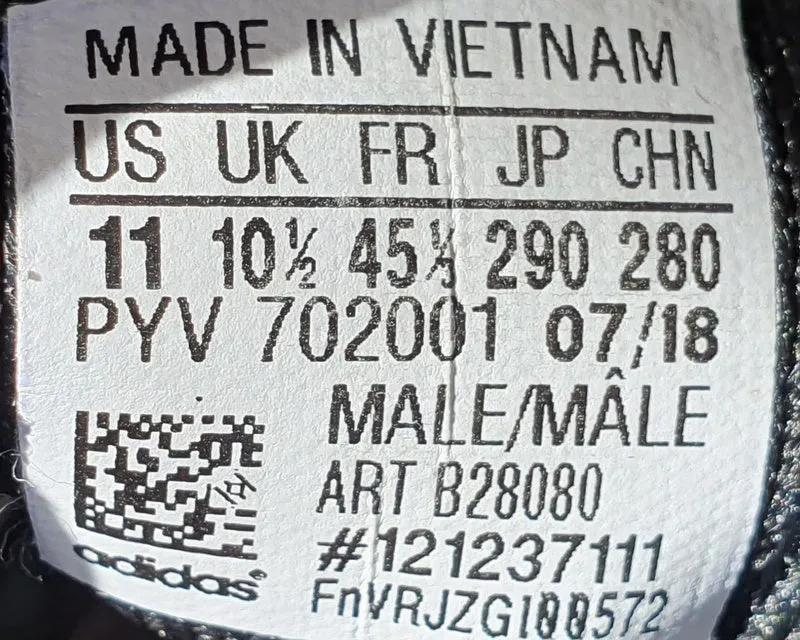 MADE IN VIETNAM
US UK FR JP CHN
11 10½ 45⅓ 290 280
PYV 702001 07/18
MALE/MÂLE
ART B28080
#121237111
adidas®